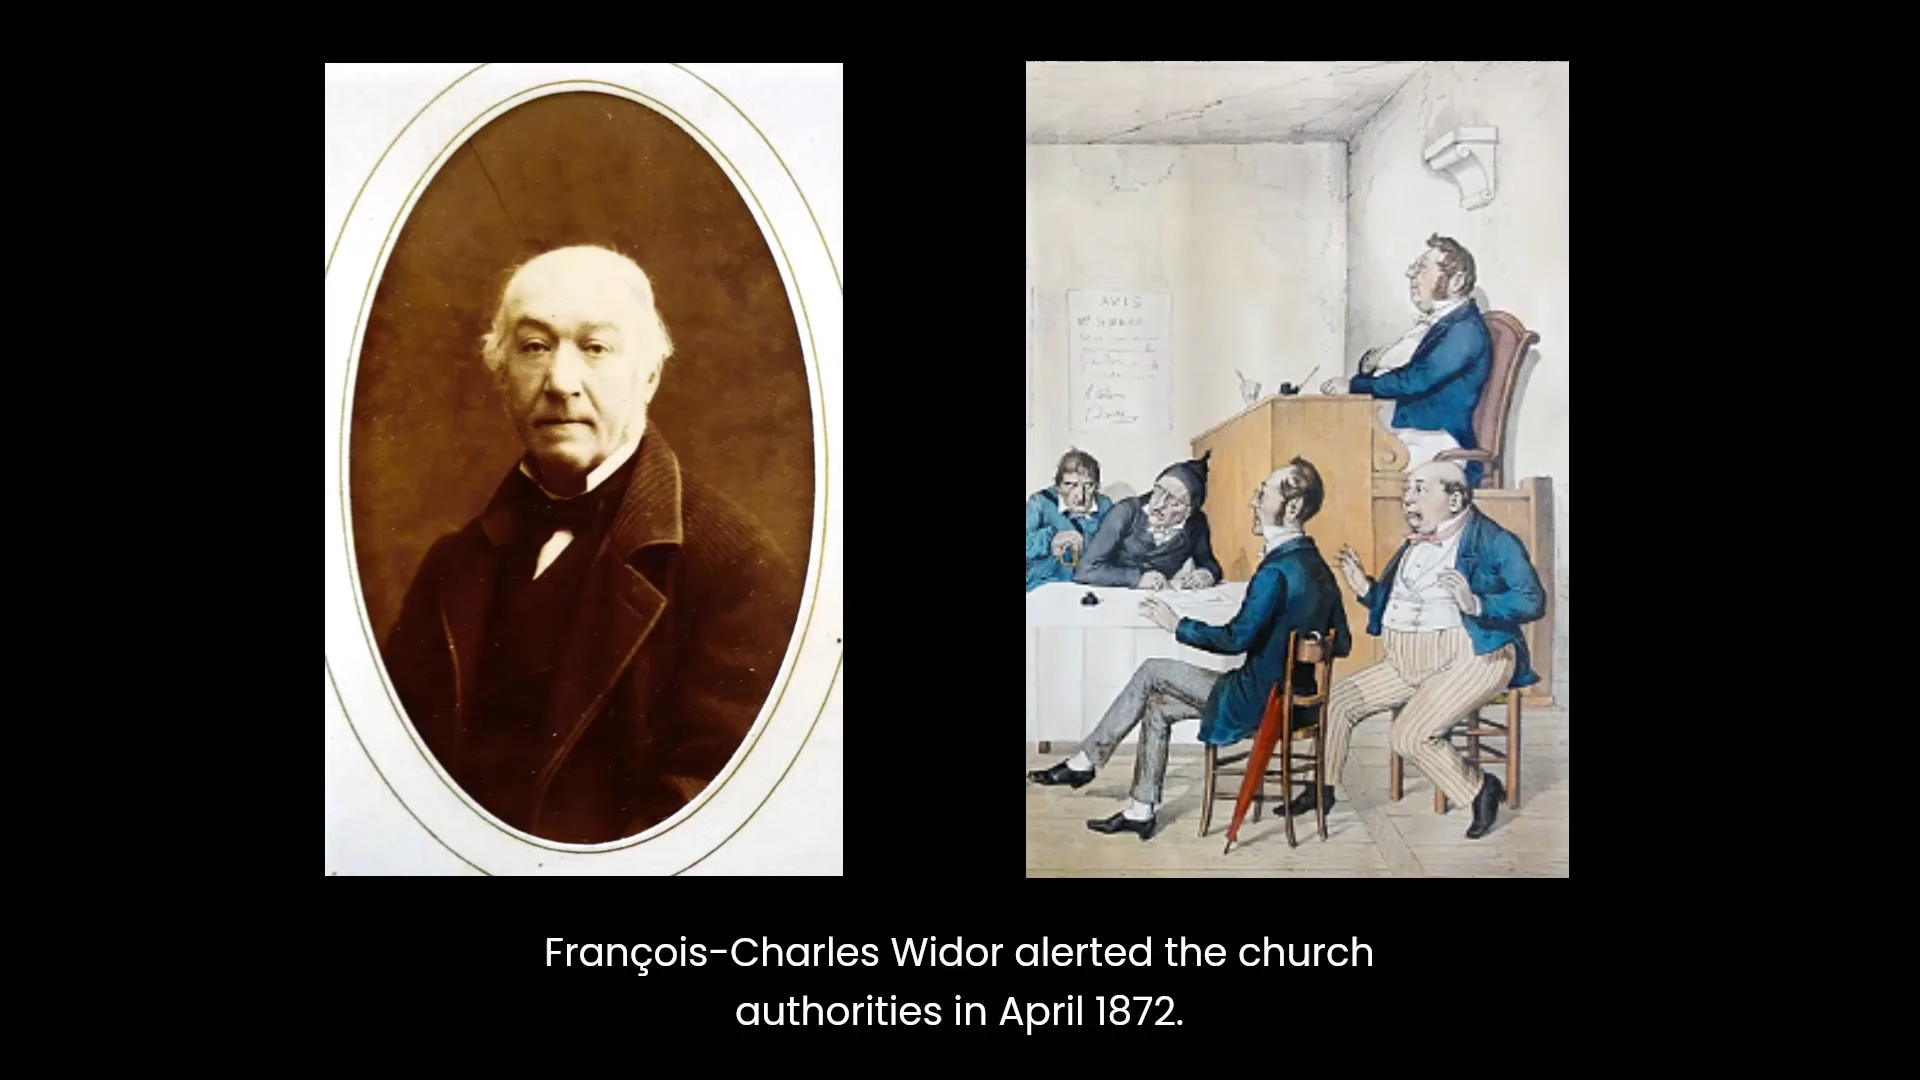 AVIS
François-Charles Widor alerted the church
authorities in April 1872.